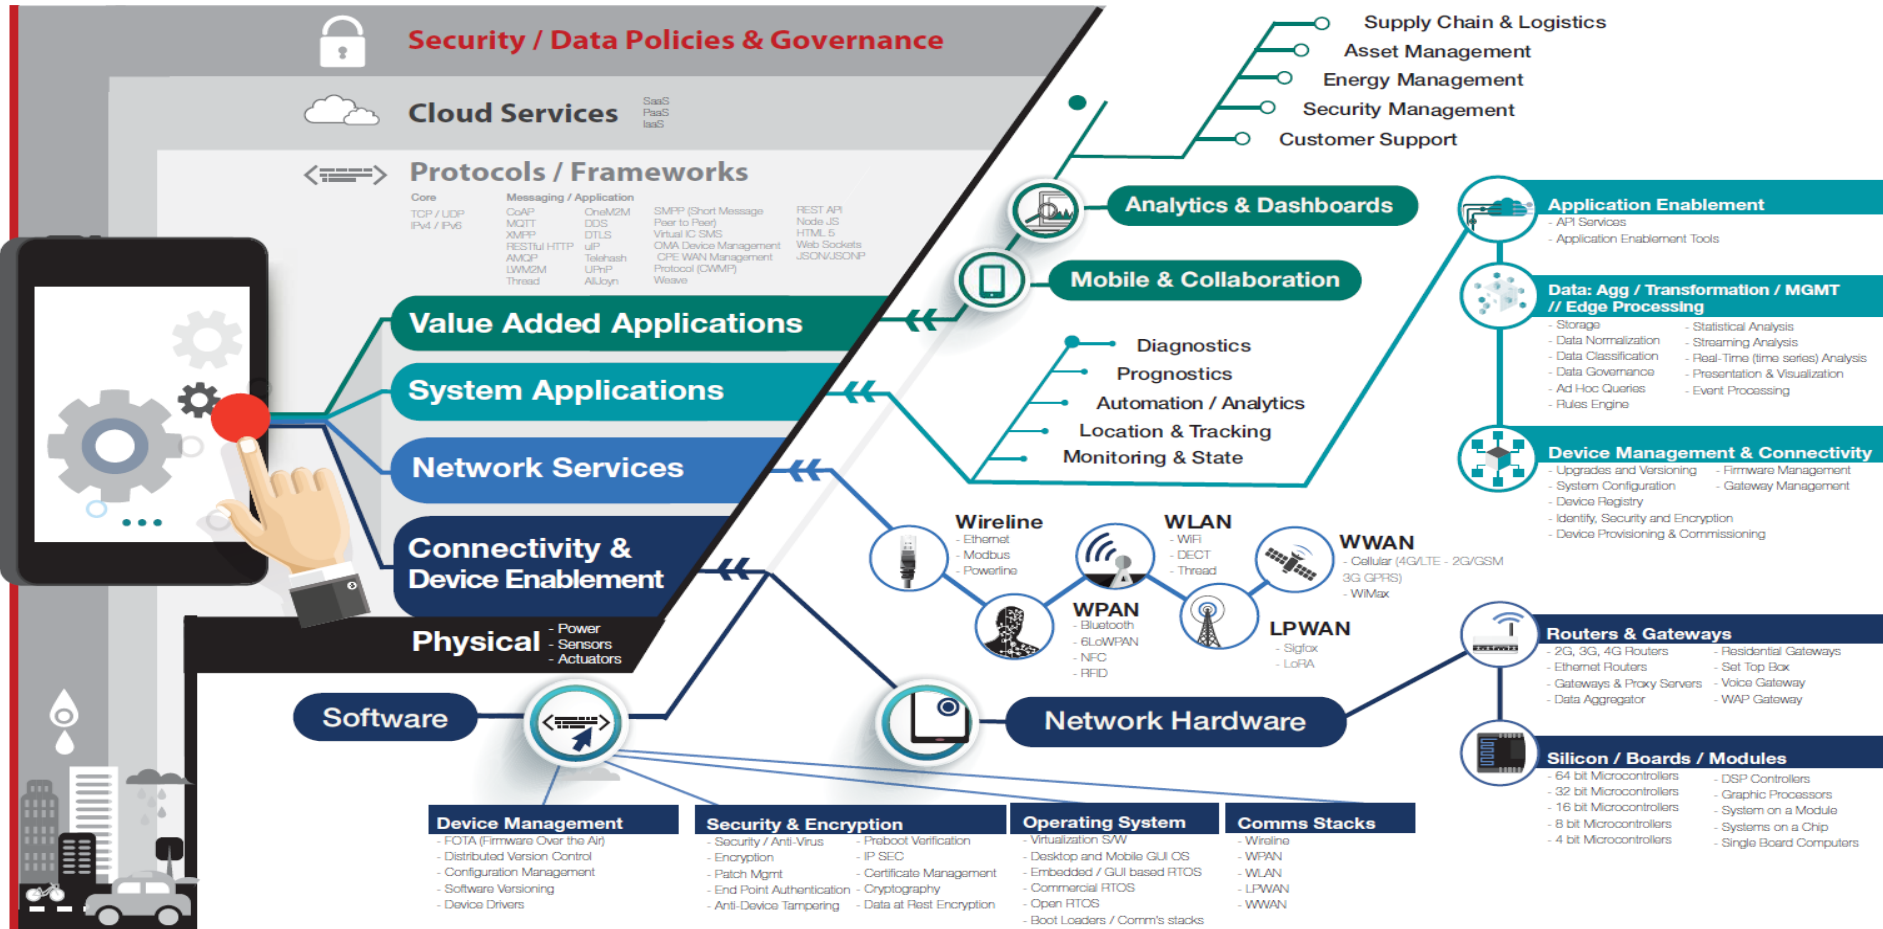 Security / Data Policies & Governance
Cloud Services
SaaS
PaaS
IaaS
Protocols / Frameworks
Core
TCP / UDP
IPv4 / IPv6
Messaging / Application
CoAP
MQTT
XMPP
RESTful HTTP
AMQP
LWM2M
Thread
OneM2M
DDS
DTLS
uIP
Telehash
UPnP
AllJoyn
SMPP (Short Message
Peer to Peer)
Virtual IC SMS
OMA Device Management
CPE WAN Management
Protocol (CWMP)
Weave
REST API
Node JS
HTML 5
Web Sockets
JSON/JSONP
Value Added Applications
System Applications
Network Services
Connectivity &
Device Enablement
Physical
- Power
- Sensors
- Actuators
Supply Chain & Logistics
Asset Management
Energy Management
Security Management
Customer Support
Analytics & Dashboards
Mobile & Collaboration
Diagnostics
Prognostics
Automation / Analytics
Location & Tracking
Monitoring & State
Application Enablement
- API Services
- Application Enablement Tools
Data: Agg / Transformation / MGMT
// Edge Processing
- Storage
- Data Normalization
- Data Classification
- Data Governance
- Ad Hoc Queries
- Rules Engine
- Statistical Analysis
- Streaming Analysis
- Real-Time (time series) Analysis
- Presentation & Visualization
- Event Processing
Device Management & Connectivity
- Upgrades and Versioning
- System Configuration
- Device Registry
- Identify, Security and Encryption
- Device Provisioning & Commissioning
- Firmware Management
- Gateway Management
Wireline
- Ethernet
- Modbus
- Powerline
WLAN
- WiFi
- DECT
- Thread
WWAN
- Cellular (4G/LTE - 2G/GSM
3G GPRS)
- WiMax
WPAN
- Bluetooth
- 6LoWPAN
- NFC
- RFID
LPWAN
- Sigfox
- LoRA
Software
Network Hardware
Routers & Gateways
- 2G, 3G, 4G Routers
- Ethernet Routers
- Gateways & Proxy Servers
- Data Aggregator
- Residential Gateways
- Set Top Box
- Voice Gateway
- WAP Gateway
Silicon / Boards / Modules
- 64 bit Microcontrollers
- 32 bit Microcontrollers
- 16 bit Microcontrollers
- 8 bit Microcontrollers
- 4 bit Microcontrollers
- DSP Controllers
- Graphic Processors
- System on a Module
- Systems on a Chip
- Single Board Computers
Device Management
- FOTA (Firmware Over the Air)
- Distributed Version Control
- Configuration Management
- Software Versioning
- Device Drivers
Security & Encryption
- Security / Anti-Virus
- Encryption
- Patch Mgmt
- End Point Authentication
- Anti-Device Tampering
- Preboot Verification
- IP SEC
- Certificate Management
- Cryptography
- Data at Rest Encryption
Operating System
- Virtualization S/W
- Desktop and Mobile GUI OS
- Embedded / GUI based RTOS
- Commercial RTOS
- Open RTOS
- Boot Loaders / Comm's stacks
Comms Stacks
- Wireline
- WPAN
- WLAN
- LPWAN
- WWAN